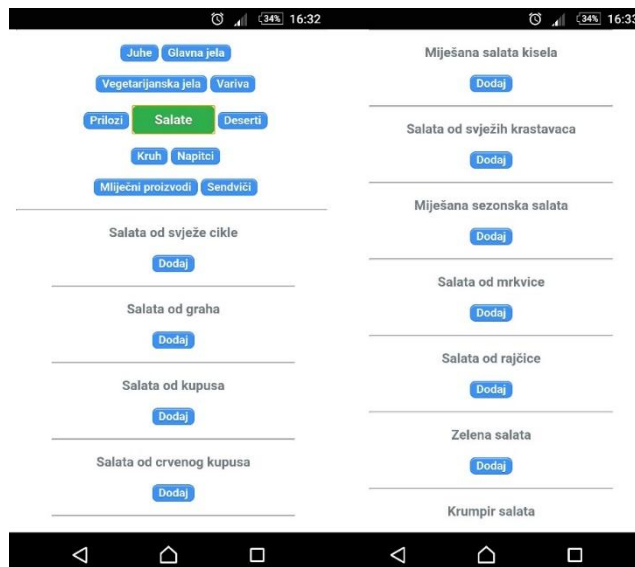 34% 16:32
Juhe Glavna jela
Vegetarijanska jela Variva
Prilozi Salate Deserti
Kruh Napitci
Mliječni proizvodi Sendviči
Salata od svježe cikle
Dodaj
Salata od graha
Dodaj
Salata od kupusa
Dodaj
Salata od crvenog kupusa
Dodaj
34% 16:33
Miješana salata kisela
Dodaj
Salata od svježih krastavaca
Dodaj
Miješana sezonska salata
Dodaj
Salata od mrkvice
Dodaj
Salata od rajčice
Dodaj
Zelena salata
Dodaj
Krumpir salata